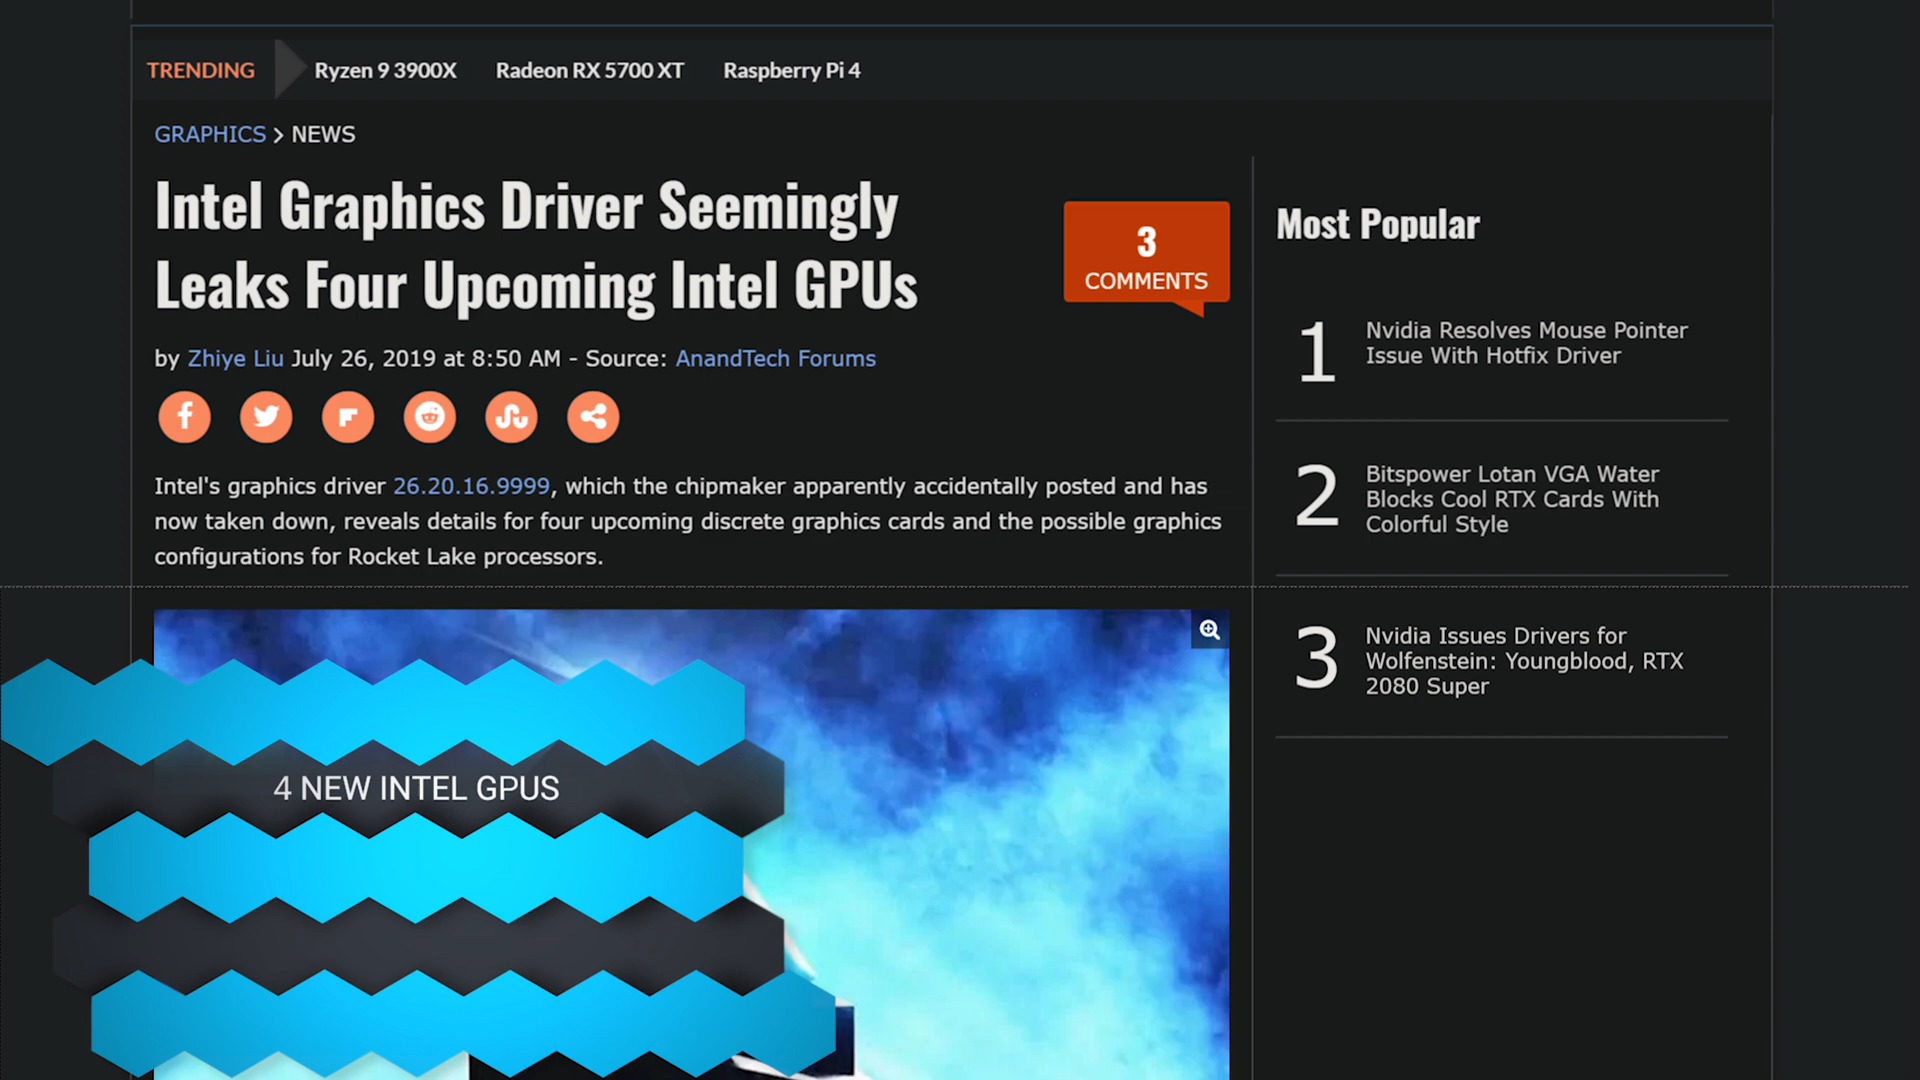 TRENDING Ryzen 9 3900X Radeon RX 5700 XT Raspberry Pi 4
GRAPHICS > NEWS
Intel Graphics Driver Seemingly
Leaks Four Upcoming Intel GPUs
3
COMMENTS
by Zhiye Liu July 26, 2019 at 8:50 AM - Source: AnandTech Forums
Intel's graphics driver 26.20.16.9999, which the chipmaker apparently accidentally posted and has
now taken down, reveals details for four upcoming discrete graphics cards and the possible graphics
configurations for Rocket Lake processors.
4 NEW INTEL GPUS
Most Popular
1
Nvidia Resolves Mouse Pointer
Issue With Hotfix Driver
2
Bitspower Lotan VGA Water
Blocks Cool RTX Cards With
Colorful Style
3
Nvidia Issues Drivers for
Wolfenstein: Youngblood, RTX
2080 Super